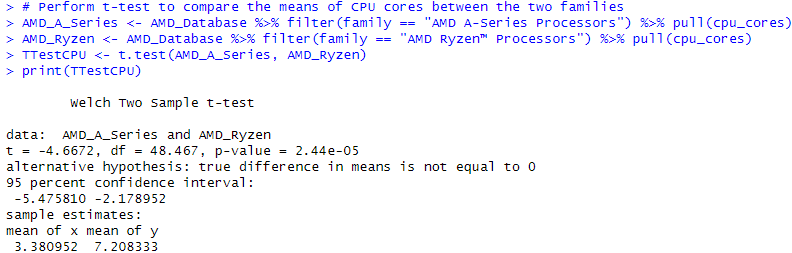 > # Perform t-test to compare the means of CPU cores between the two families
> AMD_A_Series <- AMD_Database %>% filter(family == "AMD A-Series Processors") %>% pull(cpu_cores)
> AMD_Ryzen <- AMD_Database %>% filter(family == "AMD Ryzen™ Processors") %>% pull(cpu_cores)
> TTestCPU <- t.test(AMD_A_Series, AMD_Ryzen)
> print(TTestCPU)

        Welch Two Sample t-test

data:  AMD_A_Series and AMD_Ryzen
t = -4.6672, df = 48.467, p-value = 2.44e-05
alternative hypothesis: true difference in means is not equal to 0
95 percent confidence interval:
 -5.475810 -2.178952
sample estimates:
mean of x mean of y
 3.380952  7.208333